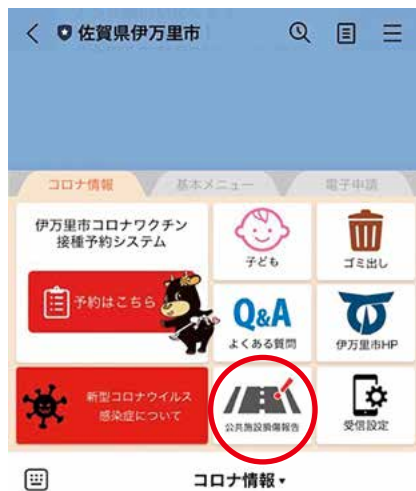 佐賀県伊万里市
コロナ情報
基本メニュー
電子申請
伊万里市コロナワクチン
接種予約システム
予約はこちら
子ども
ゴミ出し
Q&A
よくある質問
伊万里市HP
新型コロナウイルス
感染症について
公共施設損傷報告
受信設定
コロナ情報▾